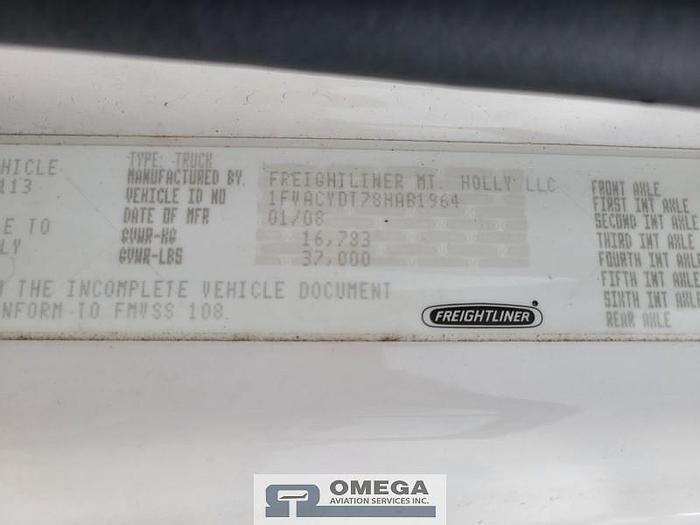 EHICLE
113
E TO
LY
TYPE: TRUCK
MANUFACTURED BY. FREIGHTLINER MT. HOLLY LLC
VEHICLE ID NO 1FVACYDT78HAB1964
DATE OF MFR 01/08
GVWR-KG 16,783
GVWR-LBS 37,000
THE INCOMPLETE VEHICLE DOCUMENT
NFORM TO FMVSS 108.
FREIGHTLINER
FRONT AXLE
FIRST INT AXLE
SECOND INT AXLE
THIRD INT AXLE
FOURTH INT AXLE
FIFTH INT AXLE
SIXTH INT AXLE
REAR AXLE
OMEGA
AVIATION SERVICES INC.